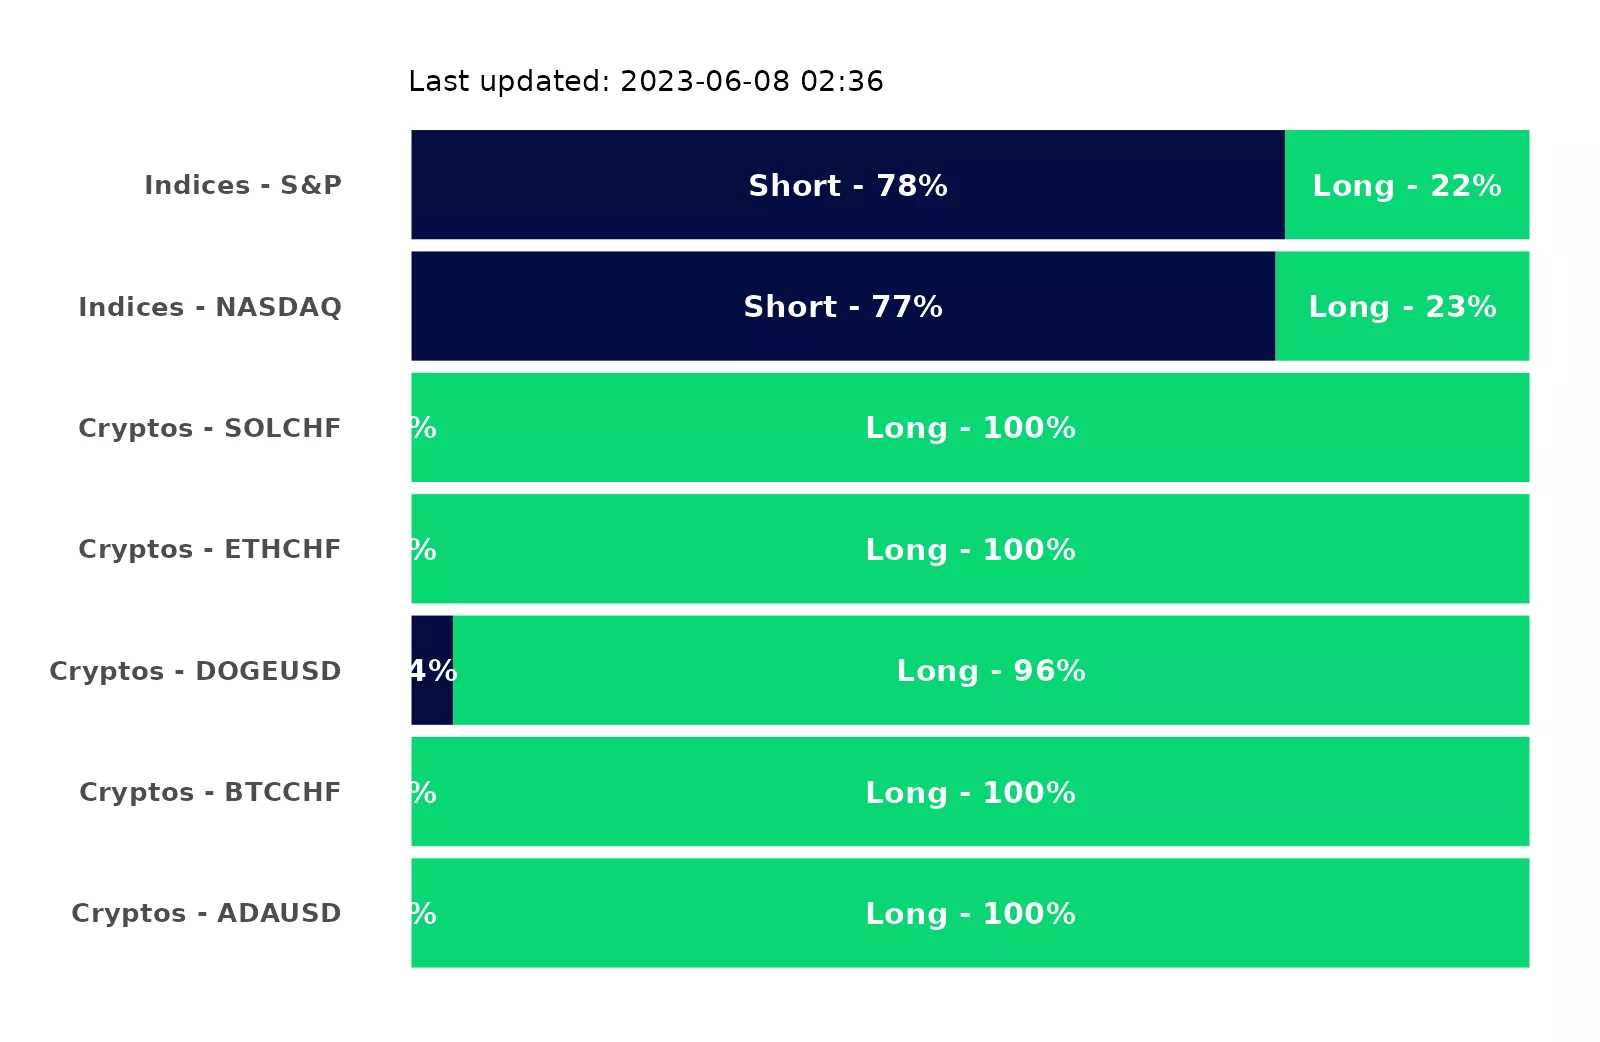 Last updated: 2023-06-08 02:36
Indices - S&P Short - 78% Long - 22%
Indices - NASDAQ Short - 77% Long - 23%
Cryptos - SOLCHF % Long - 100%
Cryptos - ETHCHF % Long - 100%
Cryptos - DOGEUSD 4% Long - 96%
Cryptos - BTCCHF % Long - 100%
Cryptos - ADAUSD % Long - 100%